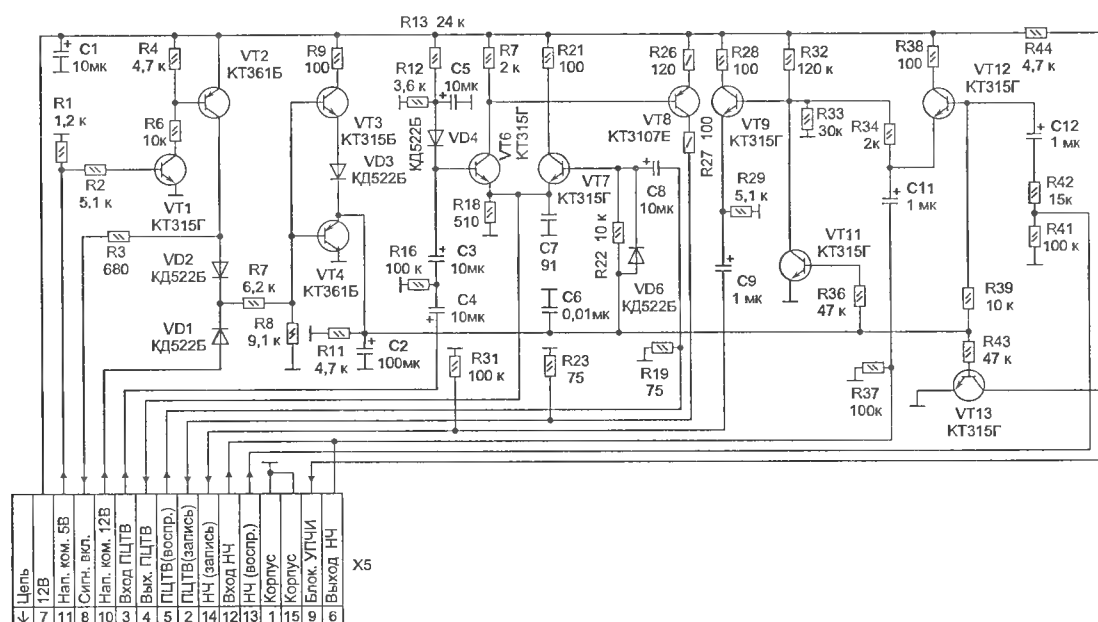 R13 24 к
C1
10мк
R4
4,7 к
VT2
КТ361Б
R9
100
R12
3,6 к
C5
10мк
R7
2 к
R21
100
R26
120
R28
100
R32
120 к
R38
100
R44
4,7 к
R1
1,2 к
R6
10к
VT3
КТ315Б
VD4
КД522Б
VT6
КТ315Г
VT8
КТ3107Е
VT9
КТ315Г
R33
30к
R34
2к
VT12
КТ315Г
C12
1 мк
R2
5,1 к
VT1
КТ315Г
VD3
КД522Б
R18
510
VT7
КТ315Г
C8
10мк
R27 100
R29
5,1 к
C11
1 мк
R42
15к
R41
100 к
R3
680
VD2
КД522Б
R7
6,2 к
VT4
КТ361Б
R16
100 к
C3
10мк
C7
91
R22 10 к
VD6
КД522Б
C9
1 мк
VT11
КТ315Г
R36
47 к
R39
10 к
VD1
КД522Б
R8
9,1 к
R11
4,7 к
C2
100мк
C4
10мк
C6
0,01мк
R31
100 к
R23
75
R19
75
R37
100к
R43
47 к
VT13
КТ315Г
↓ Цепь
7 12В
11 Нап. ком. 5В
8 Сигн. вкл.
10 Нап. ком. 12В
3 Вход ПЦТВ
4 Вых. ПЦТВ
5 ПЦТВ(воспр.)
2 ПЦТВ(запись)
14 НЧ (запись)
12 Вход НЧ
13 НЧ (воспр.)
1 Корпус
15 Корпус
9 Блок. УПЧИ
6 Выход НЧ
X5